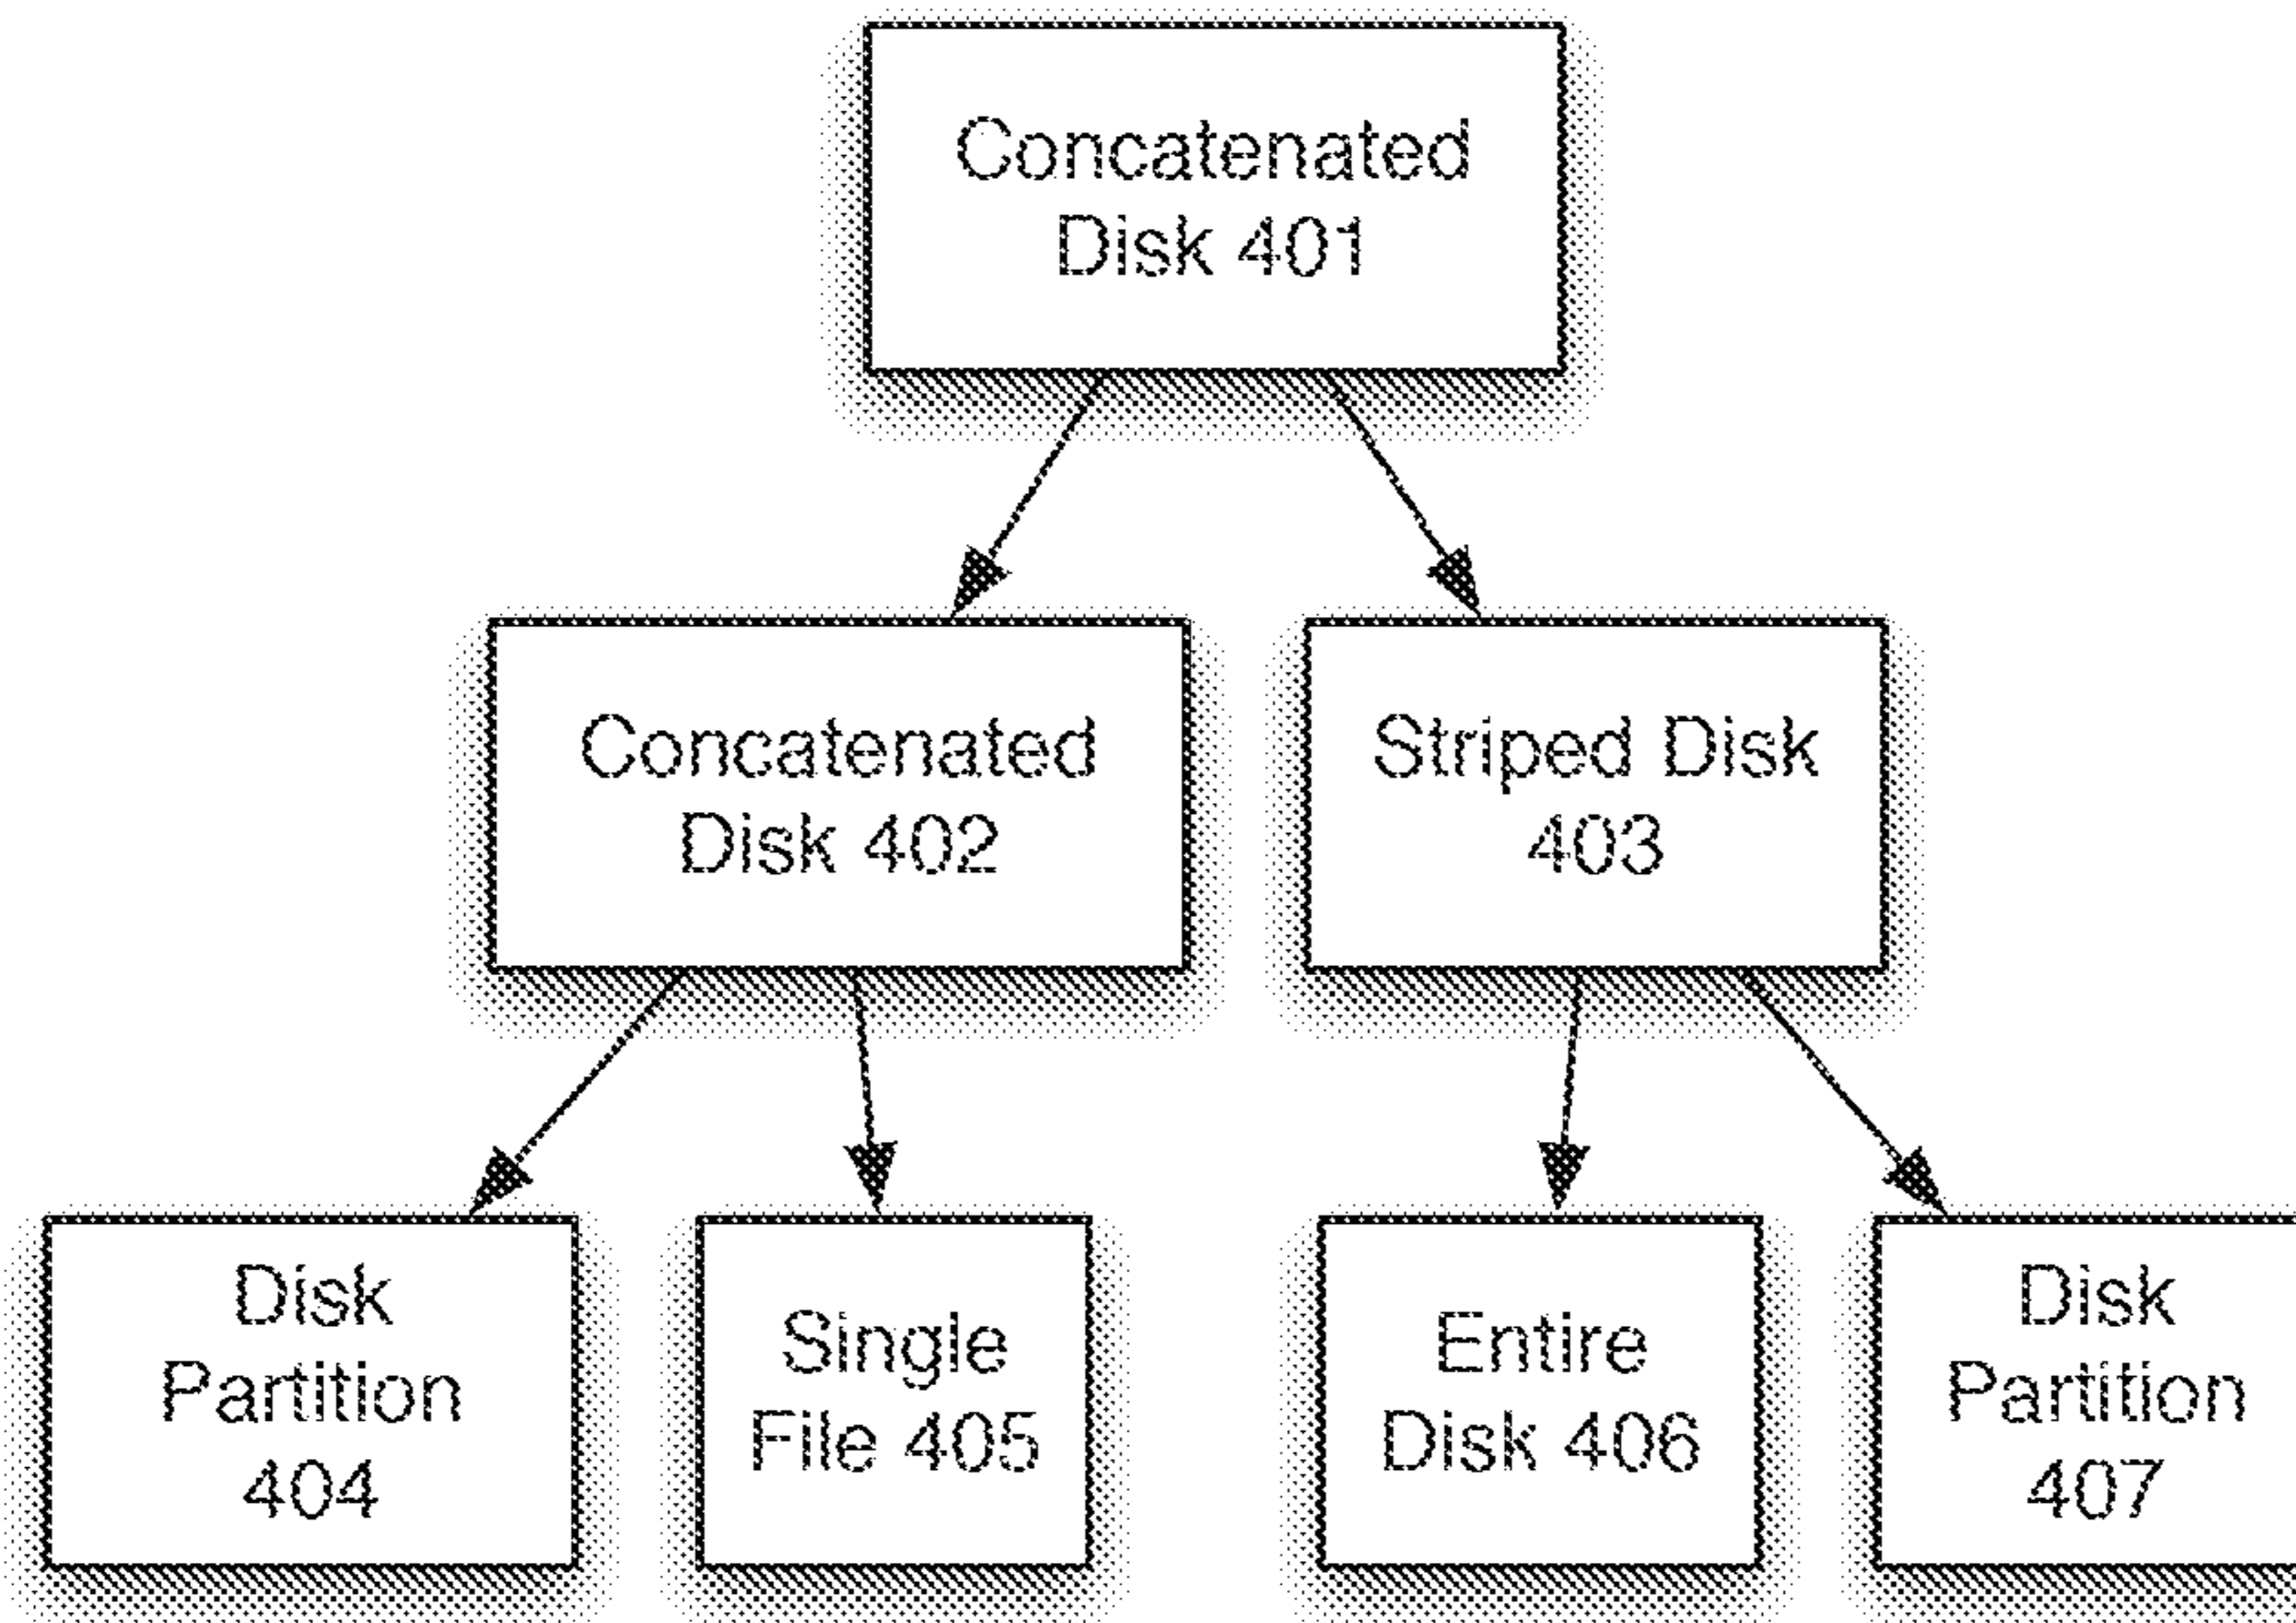 Concatenated
Disk 401
Concatenated
Disk 402
Striped Disk
403
Disk
Partition
404
Single
File 405
Entire
Disk 406
Disk
Partition
407